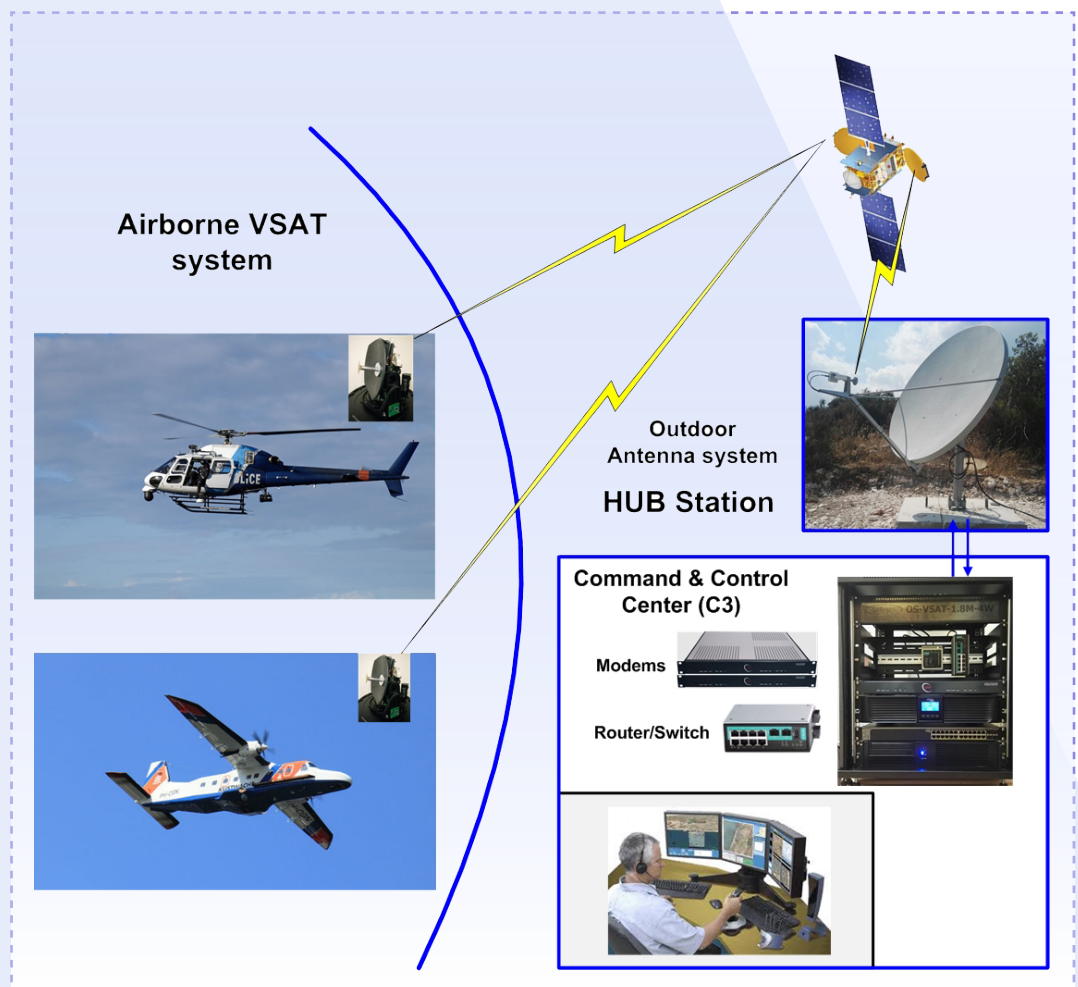 Airborne VSAT
system
Outdoor
Antenna system
HUB Station
Command & Control
Center (C3)
OS-VSAT-1.8M-4W
Modems
Router/Switch